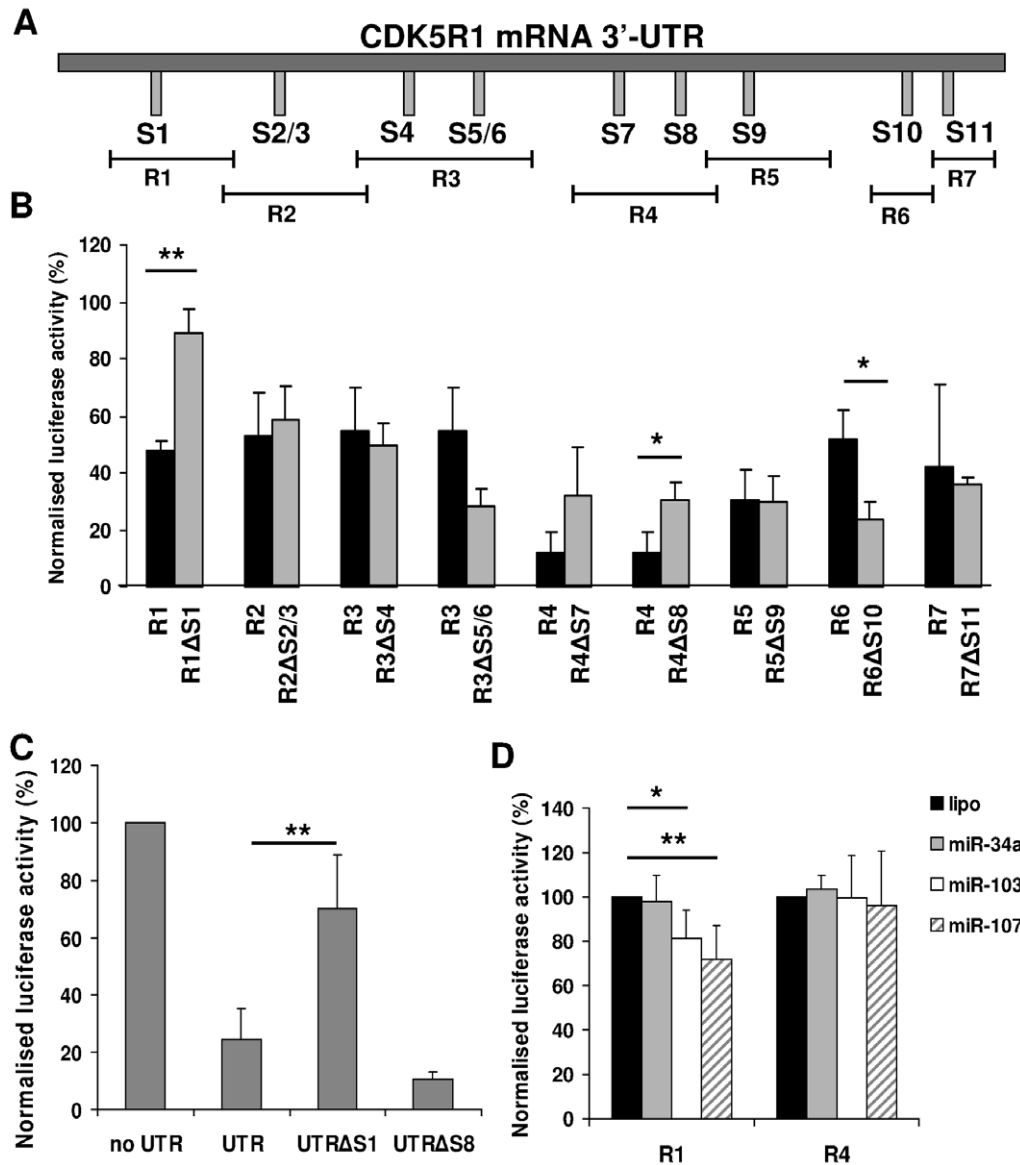 A
CDK5R1 mRNA 3'-UTR
S1 S2/3 S4 S5/6 S7 S8 S9 S10 S11
R1 R3 R5 R7
R2 R4 R6
B
Normalised luciferase activity (%)
120
100
80
60
40
20
0
**
*
*
R1
R1ΔS1
R2
R2ΔS2/3
R3
R3ΔS4
R3
R3ΔS5/6
R4
R4ΔS7
R4
R4ΔS8
R5
R5ΔS9
R6
R6ΔS10
R7
R7ΔS11
C
Normalised luciferase activity (%)
120
100
80
60
40
20
0
**
no UTR UTR UTRΔS1 UTRΔS8
D
Normalised luciferase activity (%)
140
120
100
80
60
40
20
0
*
**
R1 R4
lipo
miR-34a
miR-103
miR-107